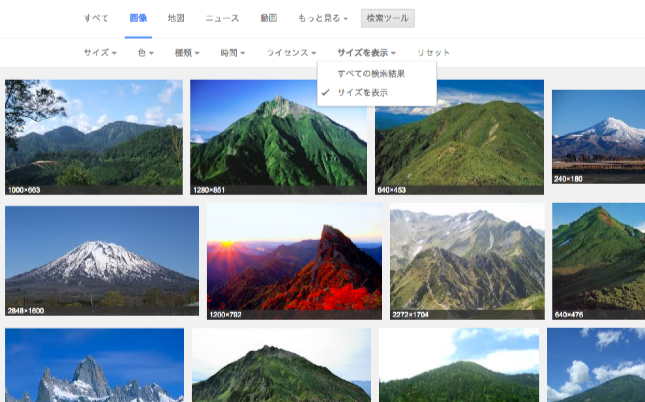 すべて 画像 地図 ニュース 動画 もっと見る 検索ツール
サイズ 色 種類 時間 ライセンス サイズを表示 リセット
すべての検索結果
サイズを表示
1000×663 1280×851 640×453 240×180
2848×1600 1200×792 2272×1704 640×476